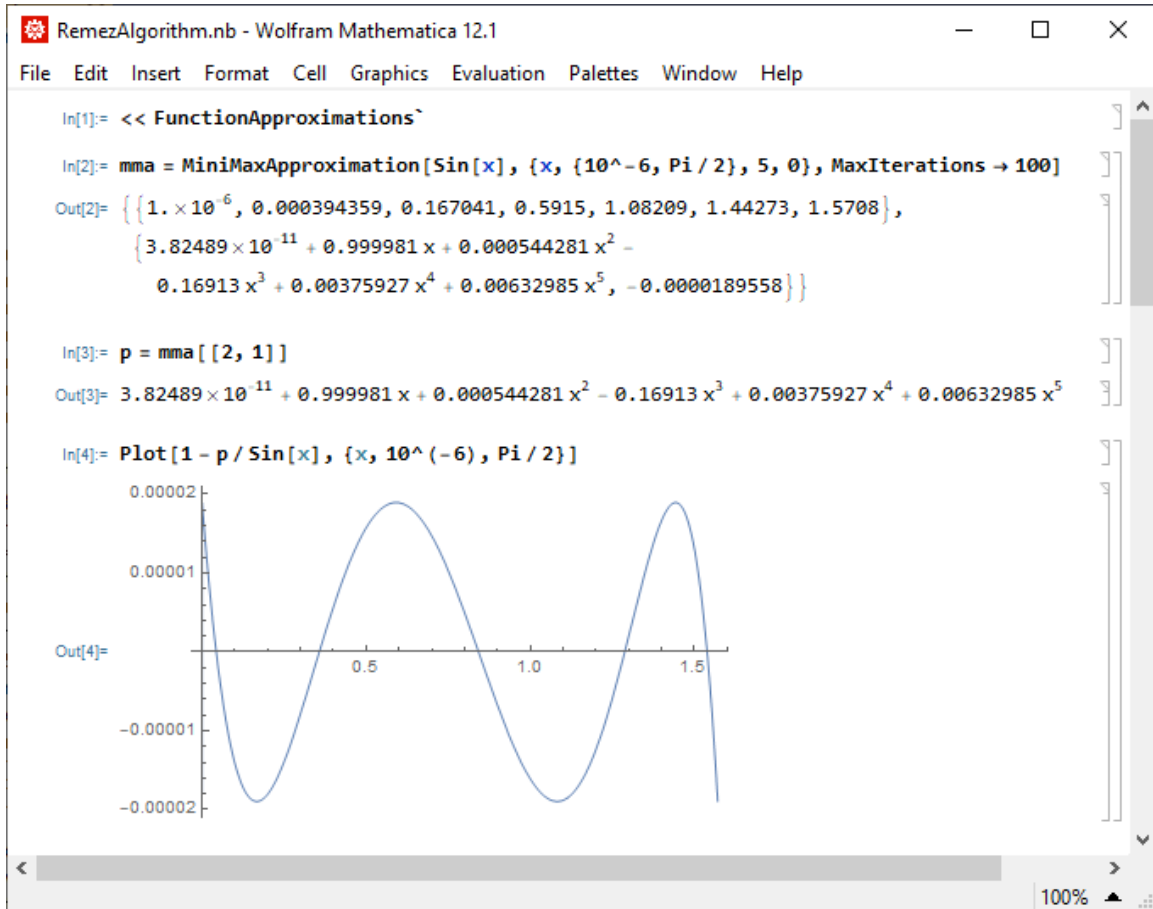 RemezAlgorithm.nb - Wolfram Mathematica 12.1
File Edit Insert Format Cell Graphics Evaluation Palettes Window Help
In[1]:= << FunctionApproximations`
In[2]:= mma = MiniMaxApproximation[Sin[x], {x, {10^-6, Pi / 2}, 5, 0}, MaxIterations → 100]
Out[2]= {{1. × 10^-6, 0.000394359, 0.167041, 0.5915, 1.08209, 1.44273, 1.5708},
{3.82489 × 10^-11 + 0.999981 x + 0.000544281 x^2 -
0.16913 x^3 + 0.00375927 x^4 + 0.00632985 x^5, -0.0000189558}}
In[3]:= p = mma[[2, 1]]
Out[3]= 3.82489 × 10^-11 + 0.999981 x + 0.000544281 x^2 - 0.16913 x^3 + 0.00375927 x^4 + 0.00632985 x^5
In[4]:= Plot[1 - p / Sin[x], {x, 10^(-6), Pi / 2}]
0.00002
0.00001
Out[4]=
0.5 1.0 1.5
-0.00001
-0.00002
100%